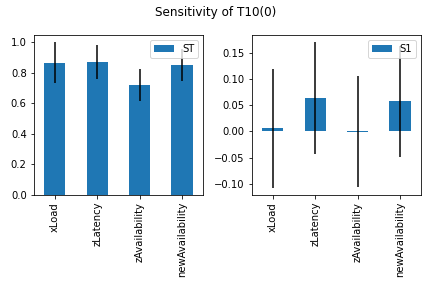 Sensitivity of T10(0)
1.0
0.8
0.6
0.4
0.2
0.0
ST
xLoad
zLatency
zAvailability
newAvailability
0.15
0.10
0.05
0.00
−0.05
−0.10
S1
xLoad
zLatency
zAvailability
newAvailability